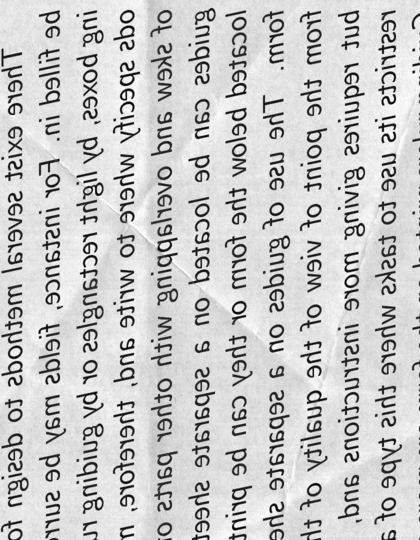 There exist several methods to design fo
be filled in. For instance, fields may be surr
ing boxes, by light rectangles or by guiding r
ods specify where to write and, therefore, m
of skew and overlapping with other parts o
guides can be located on a separate sheet
located below the form or they can be print
form. The use of guides on a separate she
from the point of view of the quality of th
but requires giving more instructions and,
restricts its use to tasks where this type of a